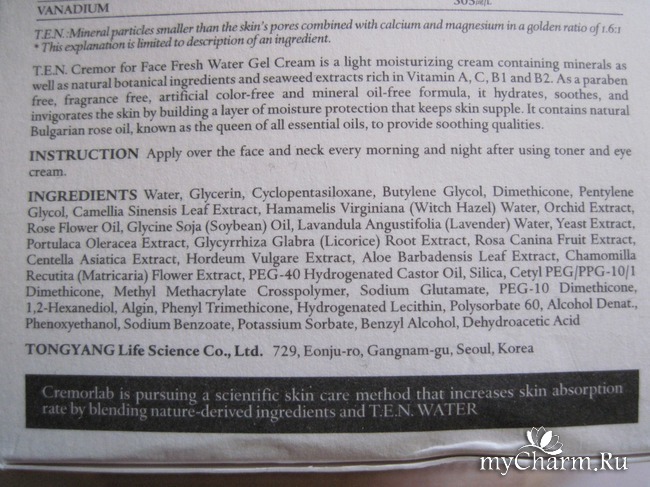 VANADIUM 305㎖/L
T.E.N.:Mineral particles smaller than the skin's pores combined with calcium and magnesium in a golden ratio of 1.6:1
* This explanation is limited to description of an ingredient.
T.E.N. Cremor for Face Fresh Water Gel Cream is a light moisturizing cream containing minerals as
well as natural botanical ingredients and seaweed extracts rich in Vitamin A, C, B1 and B2. As a paraben
free, fragrance free, artificial color-free and mineral oil-free formula, it hydrates, soothes, and
invigorates the skin by building a layer of moisture protection that keeps skin supple. It contains natural
Bulgarian rose oil, known as the queen of all essential oils, to provide soothing qualities.
INSTRUCTION Apply over the face and neck every morning and night after using toner and eye
cream.
INGREDIENTS Water, Glycerin, Cyclopentasiloxane, Butylene Glycol, Dimethicone, Pentylene
Glycol, Camellia Sinensis Leaf Extract, Hamamelis Virginiana (Witch Hazel) Water, Orchid Extract,
Rose Flower Oil, Glycine Soja (Soybean) Oil, Lavandula Angustifolia (Lavender) Water, Yeast Extract,
Portulaca Oleracea Extract, Glycyrrhiza Glabra (Licorice) Root Extract, Rosa Canina Fruit Extract,
Centella Asiatica Extract, Hordeum Vulgare Extract, Aloe Barbadensis Leaf Extract, Chamomilla
Recutita (Matricaria) Flower Extract, PEG-40 Hydrogenated Castor Oil, Silica, Cetyl PEG/PPG-10/1
Dimethicone, Methyl Methacrylate Crosspolymer, Sodium Glutamate, PEG-10 Dimethicone,
1,2-Hexanediol, Algin, Phenyl Trimethicone, Hydrogenated Lecithin, Polysorbate 60, Alcohol Denat.,
Phenoxyethanol, Sodium Benzoate, Potassium Sorbate, Benzyl Alcohol, Dehydroacetic Acid
TONGYANG Life Science Co., Ltd. 729, Eonju-ro, Gangnam-gu, Seoul, Korea
Cremorlab is pursuing a scientific skin care method that increases skin absorption
rate by blending nature-derived ingredients and T.E.N. WATER
myCharm.Ru